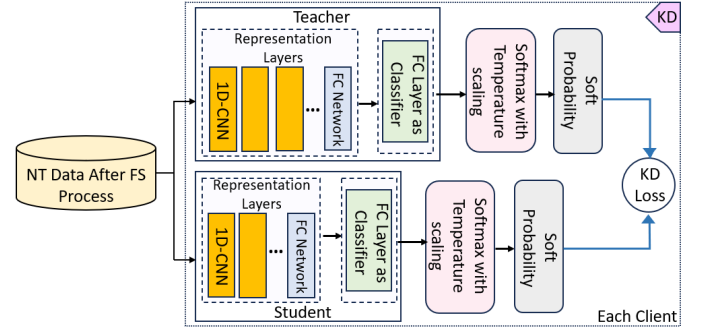 Teacher
KD
Representation
Layers
1D-CNN
...
FC Network
FC Layer as
Classifier
Softmax with
Temperature
scaling
Soft
Probability
NT Data After FS
Process
KD
Loss
Representation
Layers
1D-CNN
...
FC Network
FC Layer as
Classifier
Softmax with
Temperature
scaling
Soft
Probability
Student
Each Client